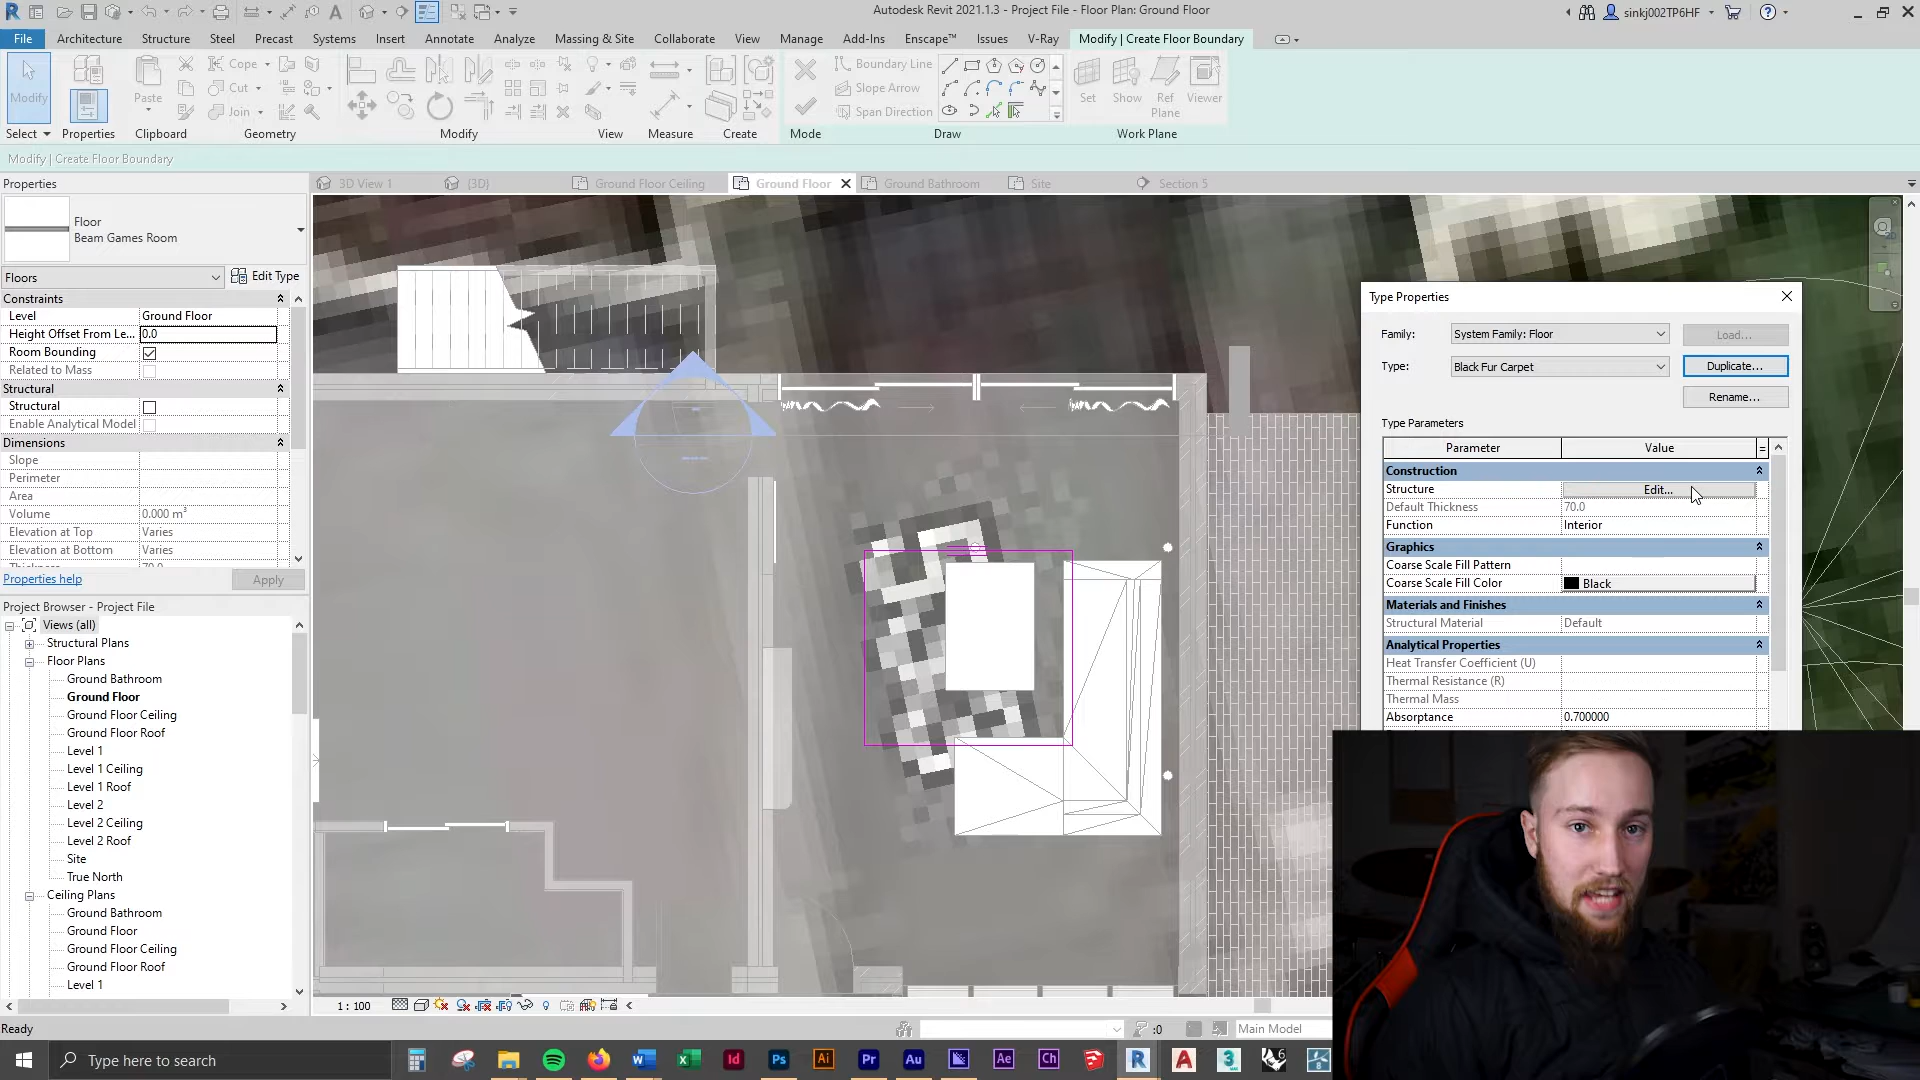 Autodesk Revit 2021.1.3 - Project File - Floor Plan: Ground Floor
sinkj002TP6HF
File Architecture Structure Steel Precast Systems Insert Annotate Analyze Massing & Site Collaborate View Manage Add-Ins Enscape™ Issues V-Ray Modify | Create Floor Boundary
Modify
Paste
Cope
Cut
Join
Boundary Line
Slope Arrow
Span Direction
Set Show Ref Plane Viewer
Select Properties Clipboard Geometry Modify View Measure Create Mode Draw Work Plane
Modify | Create Floor Boundary
Properties
3D View 1 {3D} Ground Floor Ceiling Ground Floor Ground Bathroom Site Section 5
Floor
Beam Games Room
Floors Edit Type
Constraints
Level Ground Floor
Height Offset From Le... 0.0
Room Bounding
Related to Mass
Structural
Structural
Enable Analytical Model
Dimensions
Slope
Perimeter
Area
Volume 0.000 m³
Elevation at Top Varies
Elevation at Bottom Varies
Properties help Apply
Project Browser - Project File
Views (all)
Structural Plans
Floor Plans
Ground Bathroom
Ground Floor
Ground Floor Ceiling
Ground Floor Roof
Level 1
Level 1 Ceiling
Level 1 Roof
Level 2
Level 2 Ceiling
Level 2 Roof
Site
True North
Ceiling Plans
Ground Bathroom
Ground Floor
Ground Floor Ceiling
Ground Floor Roof
Level 1
Type Properties
Family: System Family: Floor Load...
Type: Black Fur Carpet Duplicate...
Rename...
Type Parameters
Parameter Value =
Construction
Structure Edit...
Default Thickness 70.0
Function Interior
Graphics
Coarse Scale Fill Pattern
Coarse Scale Fill Color Black
Materials and Finishes
Structural Material Default
Analytical Properties
Heat Transfer Coefficient (U)
Thermal Resistance (R)
Thermal Mass
Absorptance 0.700000
1 : 100
Ready :0 Main Model
Type here to search
Id Ps Ai Pr Au Ae Ch R A 3 6